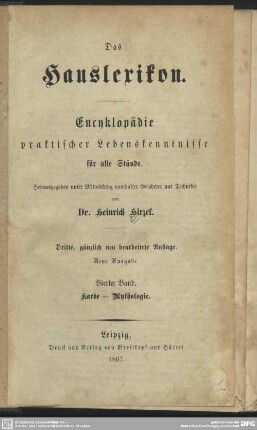 Das
Hauslexikon.
Encyklopädie
praktischer Lebenskenntnisse
für alle Stände.
Herausgegeben unter Mitwirkung namhafter Gelehrter und Techniker
von
Dr. Heinrich Hirzel.
Dritte, gänzlich neu bearbeitete Auflage.
Neue Ausgabe.
Vierter Band.
Karde — Mythologie.
Leipzig,
Druck und Verlag von Breitkopf und Härtel.
1867.
DFG